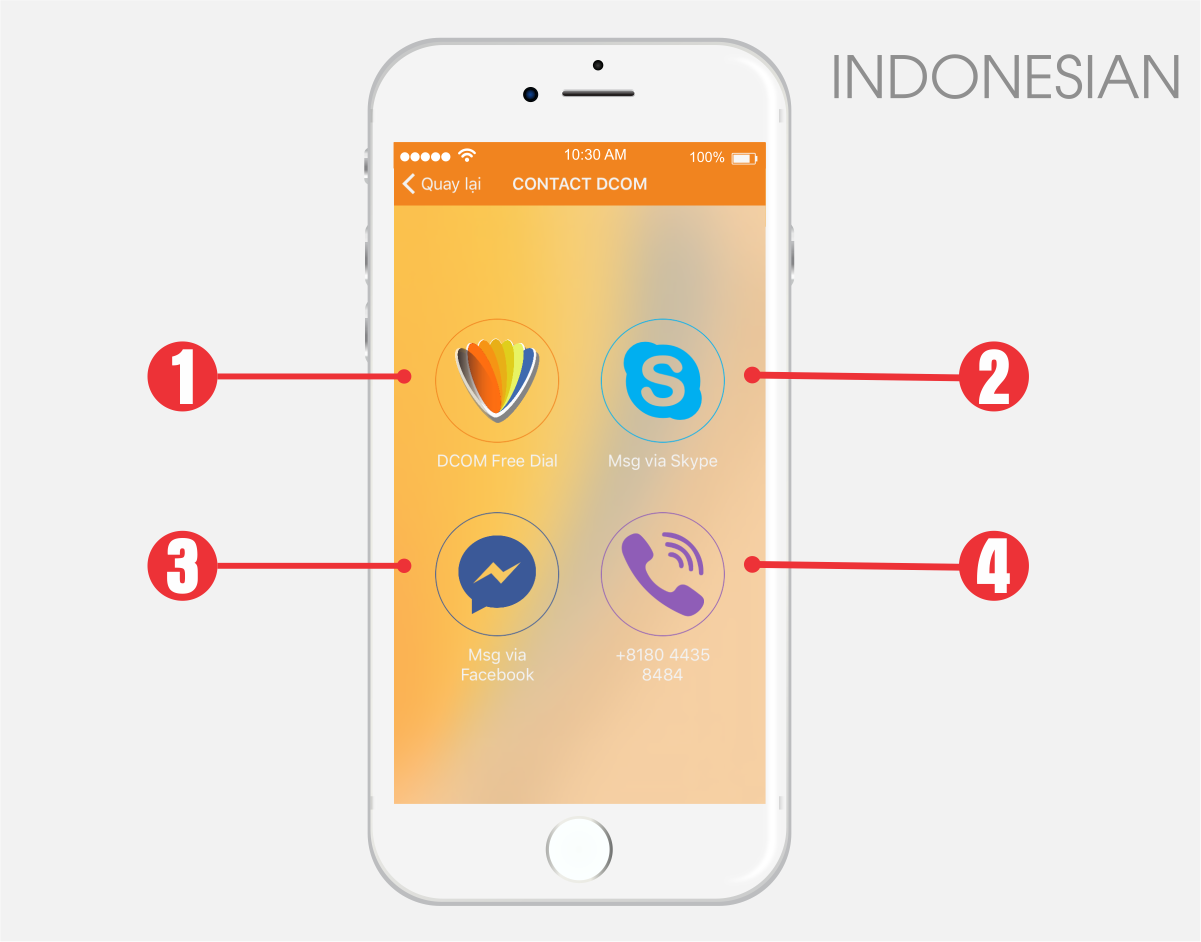 INDONESIAN
10:30 AM
100%
Quay lại
CONTACT DCOM
1
S
2
DCOM Free Dial
Msg via Skype
3
4
Msg via
Facebook
+8180 4435
8484